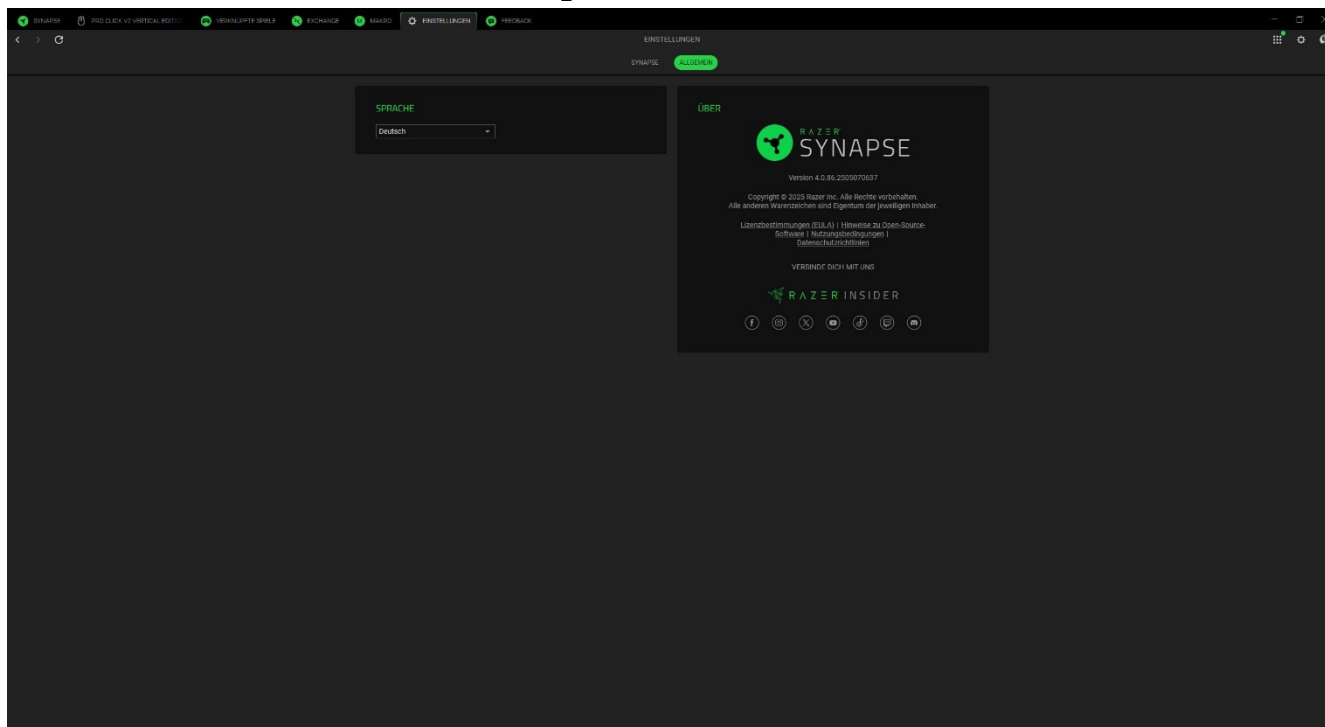 SYNAPSE
PRO CLICK V2 VERTICAL EDITIO
VERKNÜPFTE SPIELE
EXCHANGE
MAKRO
EINSTELLUNGEN
FEEDBACK
EINSTELLUNGEN
SYNAPSE
ALLGEMEIN
SPRACHE
Deutsch
ÜBER
RAZER
SYNAPSE
Version 4.0.86.2505070637
Copyright © 2025 Razer Inc. Alle Rechte vorbehalten.
Alle anderen Warenzeichen sind Eigentum der jeweiligen Inhaber.
Lizenzbestimmungen (EULA) | Hinweise zu Open-Source-
Software | Nutzungsbedingungen |
Datenschutzrichtlinien
VERBINDE DICH MIT UNS
RAZER INSIDER